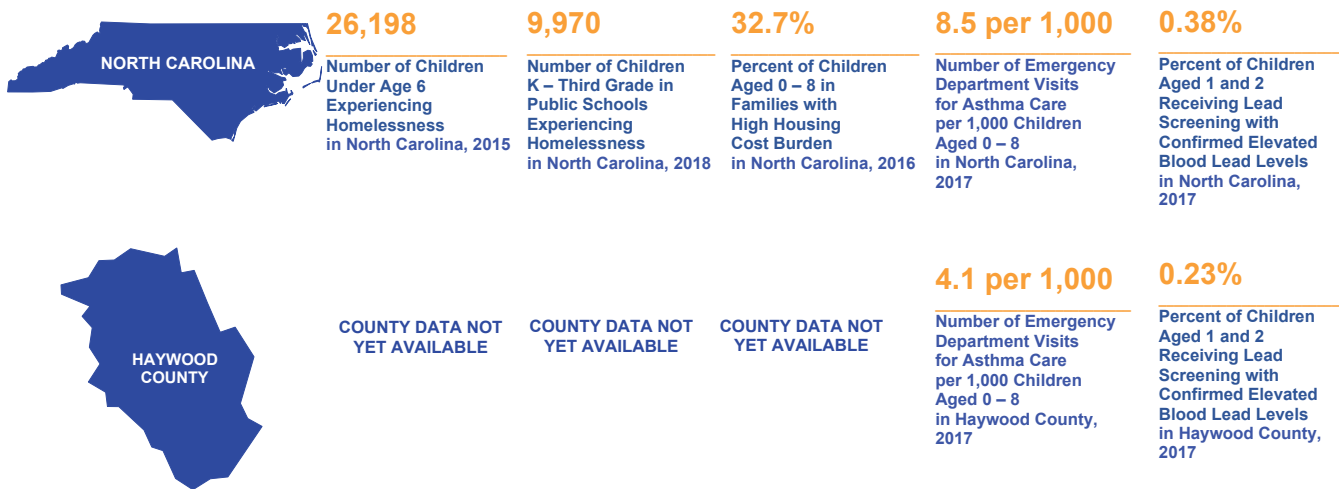 NORTH CAROLINA
26,198
Number of Children
Under Age 6
Experiencing
Homelessness
in North Carolina, 2015
9,970
Number of Children
K – Third Grade in
Public Schools
Experiencing
Homelessness
in North Carolina, 2018
32.7%
Percent of Children
Aged 0 – 8 in
Families with
High Housing
Cost Burden
in North Carolina, 2016
8.5 per 1,000
Number of Emergency
Department Visits
for Asthma Care
per 1,000 Children
Aged 0 – 8
in North Carolina,
2017
0.38%
Percent of Children
Aged 1 and 2
Receiving Lead
Screening with
Confirmed Elevated
Blood Lead Levels
in North Carolina,
2017
HAYWOOD
COUNTY
COUNTY DATA NOT
YET AVAILABLE
COUNTY DATA NOT
YET AVAILABLE
COUNTY DATA NOT
YET AVAILABLE
4.1 per 1,000
Number of Emergency
Department Visits
for Asthma Care
per 1,000 Children
Aged 0 – 8
in Haywood County,
2017
0.23%
Percent of Children
Aged 1 and 2
Receiving Lead
Screening with
Confirmed Elevated
Blood Lead Levels
in Haywood County,
2017